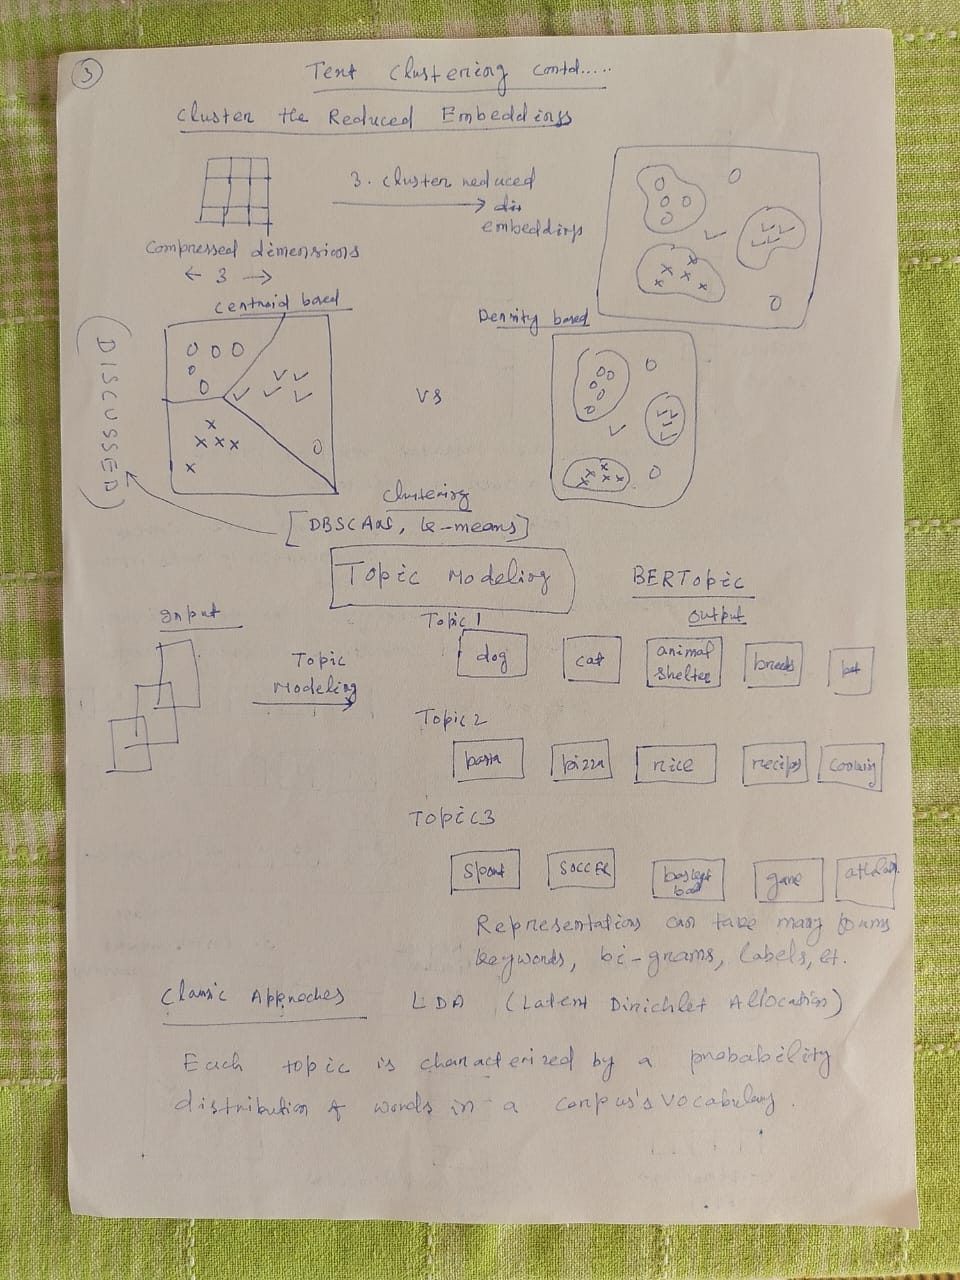 3
Text Clustering Contd.....
Cluster the Reduced Embeddings
3. Cluster reduced
dim
embeddings
Compressed dimensions
← 3 →
Centroid based
Density based
(DISCUSSED)
VS
Clustering
[DBSCAN, k-means]
Topic Modeling
BERTopic
Input
Output
Topic
Modeling
Topic 1
dog cat animal shelter breeds pet
Topic 2
pasta pizza rice recipes cooking
Topic 3
Sport SOCCER basket ball game
Representations can take many forms
keywords, bi-grams, labels, et.
Classic Approches LDA (Latent Dirichlet Allocation)
Each topic is characterized by a probability
distribution of words in a corpus's vocabulary.